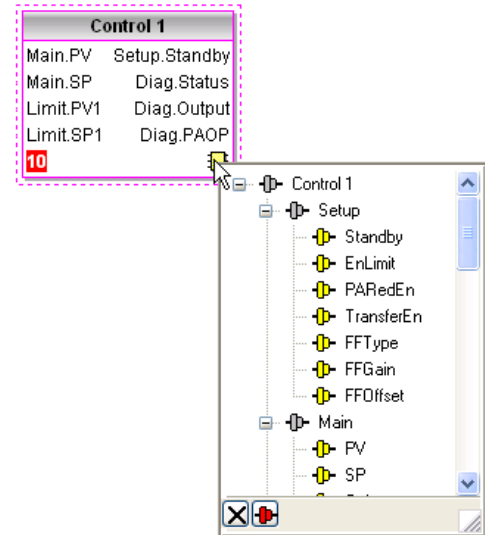 Control 1
Main.PV Setup.Standby
Main.SP Diag.Status
Limit.PV1 Diag.Output
Limit.SP1 Diag.PAOP
10
Control 1
Setup
Standby
EnLimit
PARedEn
TransferEn
FFType
FFGain
FFOffset
Main
PV
SP